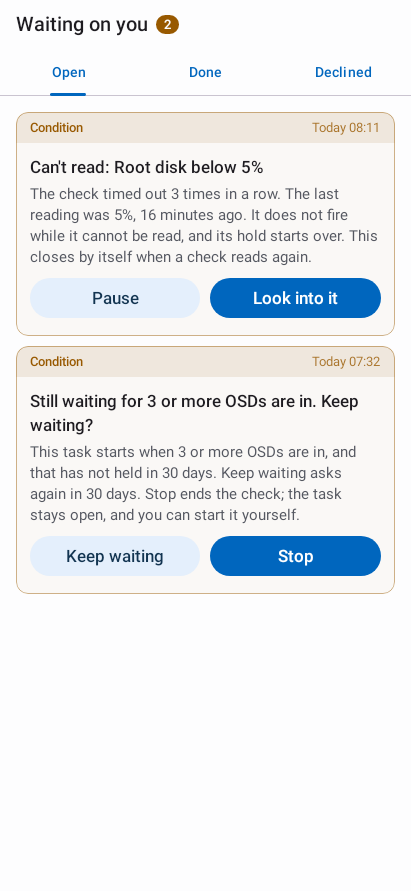 Waiting on you 2
Open Done Declined
Condition Today 08:11
Can't read: Root disk below 5%
The check timed out 3 times in a row. The last
reading was 5%, 16 minutes ago. It does not fire
while it cannot be read, and its hold starts over. This
closes by itself when a check reads again.
Pause Look into it
Condition Today 07:32
Still waiting for 3 or more OSDs are in. Keep
waiting?
This task starts when 3 or more OSDs are in, and
that has not held in 30 days. Keep waiting asks
again in 30 days. Stop ends the check; the task
stays open, and you can start it yourself.
Keep waiting Stop